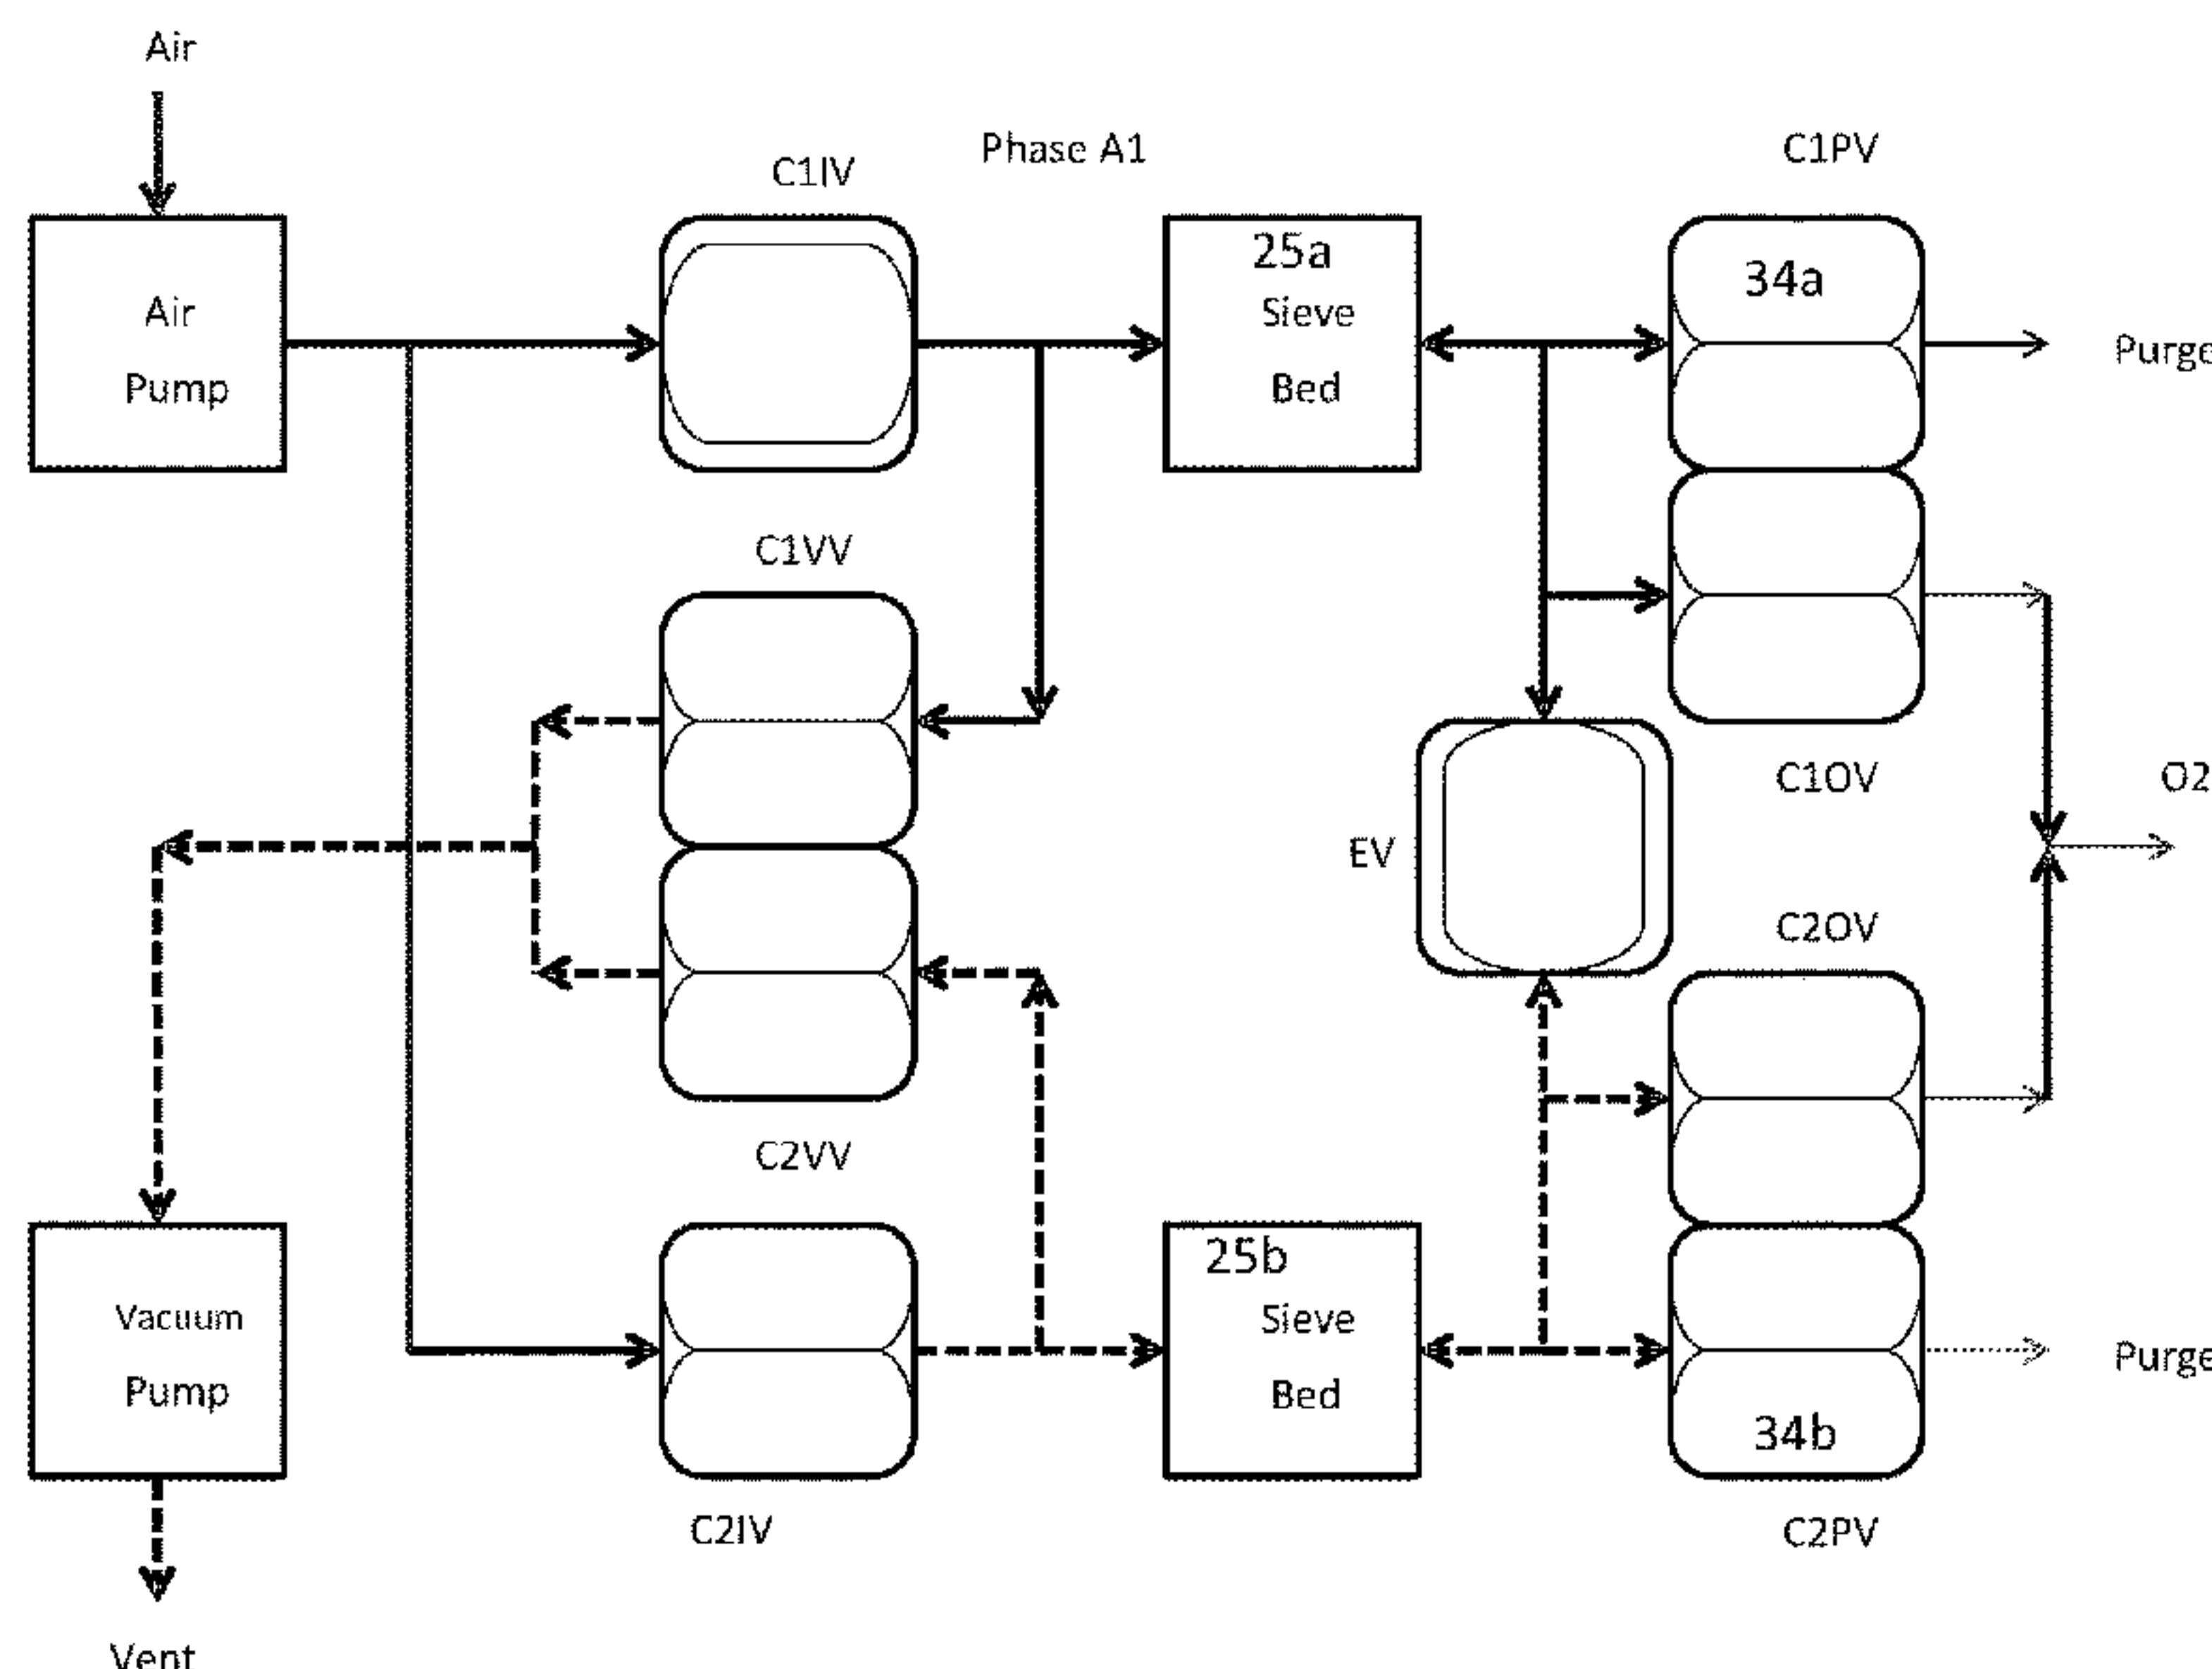 Air
Phase A1
C1IV
C1PV
Air
Pump
25a
Sieve
Bed
34a
Purge
C1VV
C1OV
O2
EV
C2OV
C2VV
Vacuum
Pump
25b
Sieve
Bed
34b
Purge
C2IV
C2PV
Vent